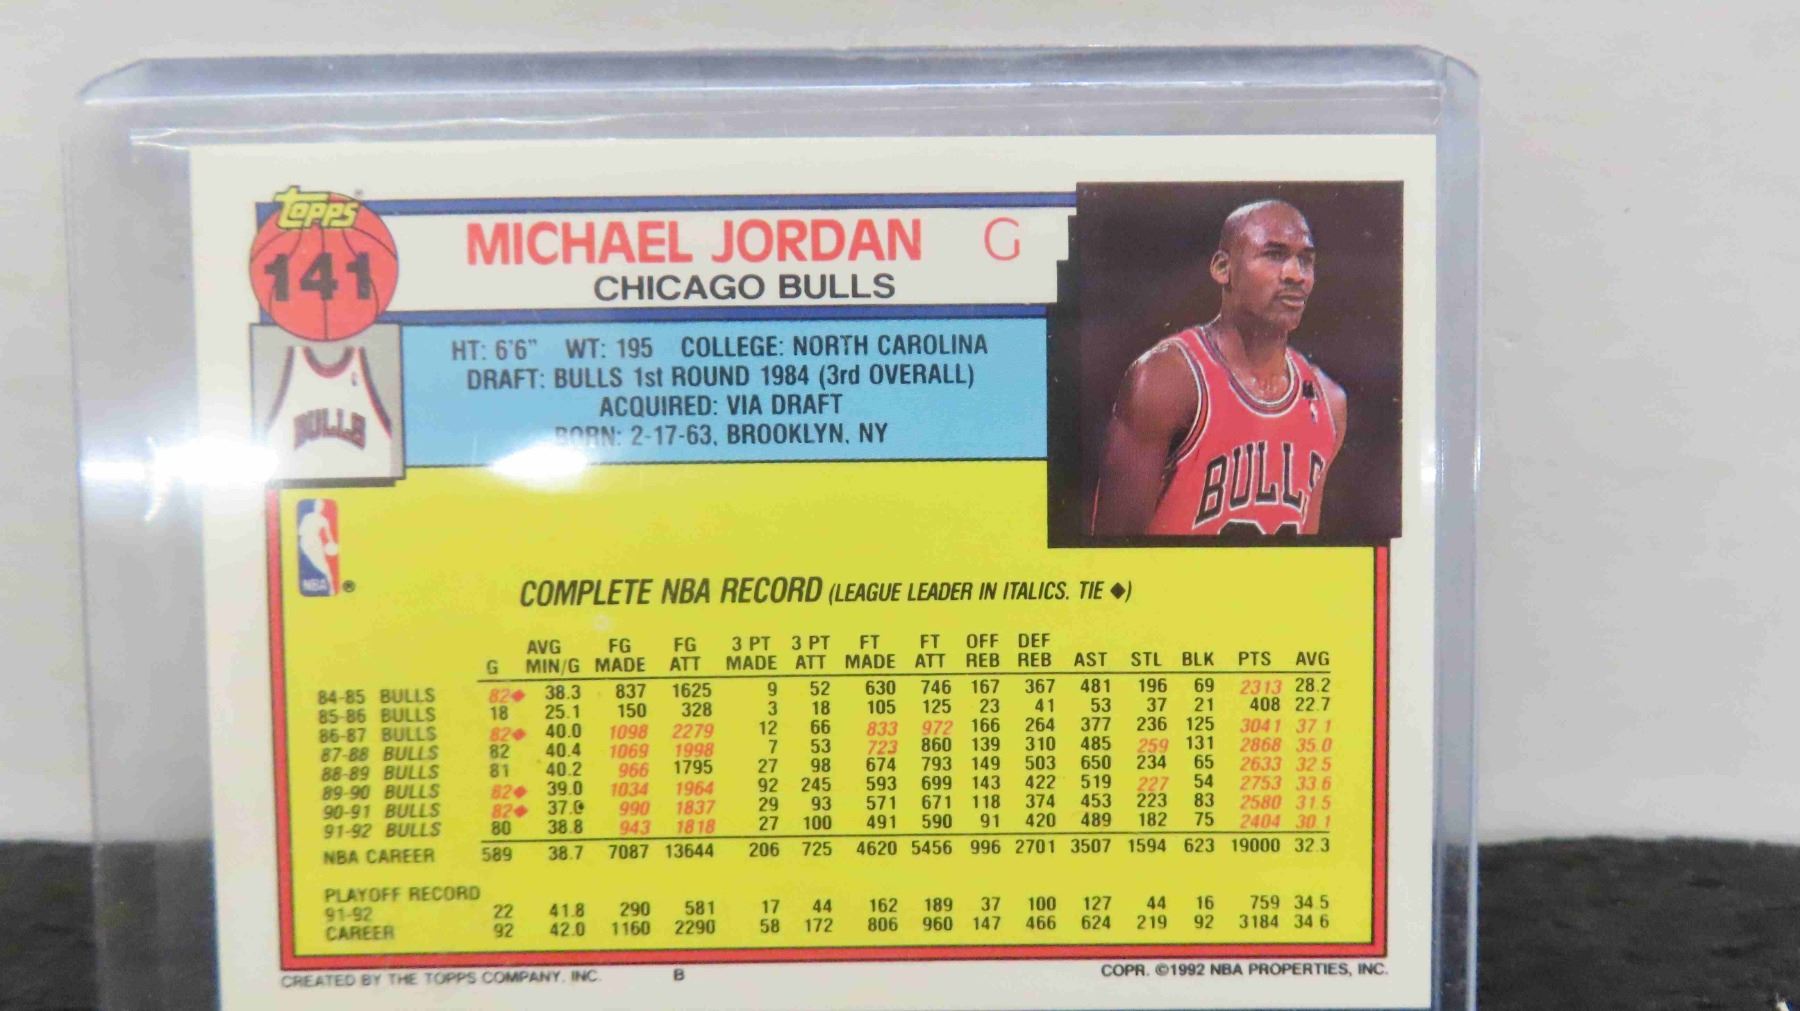 topps
141
MICHAEL JORDAN G
CHICAGO BULLS
HT: 6'6" WT: 195 COLLEGE: NORTH CAROLINA
DRAFT: BULLS 1st ROUND 1984 (3rd OVERALL)
ACQUIRED: VIA DRAFT
BORN: 2-17-63, BROOKLYN, NY
BULLS
BULLS
NBA ®
COMPLETE NBA RECORD (LEAGUE LEADER IN ITALICS. TIE ◆)
G AVG MIN/G FG MADE FG ATT 3 PT MADE 3 PT ATT FT MADE FT ATT OFF REB DEF REB AST STL BLK PTS AVG
84-85 BULLS 82◆ 38.3 837 1625 9 52 630 746 167 367 481 196 69 2313 28.2
85-86 BULLS 18 25.1 150 328 3 18 105 125 23 41 53 37 21 408 22.7
86-87 BULLS 82◆ 40.0 1098 2279 12 66 833 972 166 264 377 236 125 3041 37.1
87-88 BULLS 82 40.4 1069 1998 7 53 723 860 139 310 485 259 131 2868 35.0
88-89 BULLS 81 40.2 966 1795 27 98 674 793 149 503 650 234 65 2633 32.5
89-90 BULLS 82◆ 39.0 1034 1964 92 245 593 699 143 422 519 227 54 2753 33.6
90-91 BULLS 82◆ 37.0 990 1837 29 93 571 671 118 374 453 223 83 2580 31.5
91-92 BULLS 80 38.8 943 1818 27 100 491 590 91 420 489 182 75 2404 30.1
NBA CAREER 589 38.7 7087 13644 206 725 4620 5456 996 2701 3507 1594 623 19000 32.3
PLAYOFF RECORD
91-92 22 41.8 290 581 17 44 162 189 37 100 127 44 16 759 34.5
CAREER 92 42.0 1160 2290 58 172 806 960 147 466 624 219 92 3184 34.6
CREATED BY THE TOPPS COMPANY, INC. B COPR. ©1992 NBA PROPERTIES, INC.